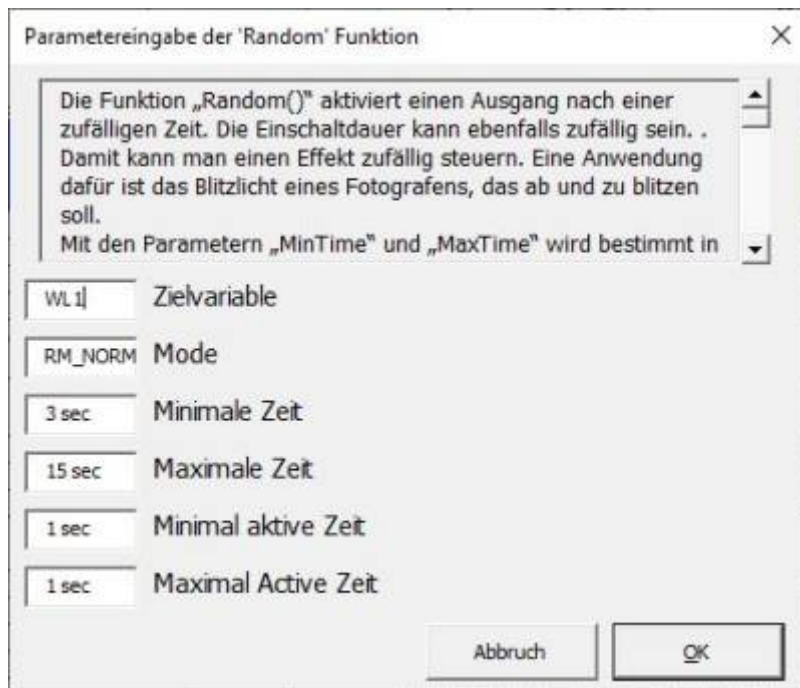 Parametereingabe der 'Random' Funktion
Die Funktion „Random()" aktiviert einen Ausgang nach einer
zufälligen Zeit. Die Einschaltdauer kann ebenfalls zufällig sein. .
Damit kann man einen Effekt zufällig steuern. Eine Anwendung
dafür ist das Blitzlicht eines Fotografens, das ab und zu blitzen
soll.
Mit den Parametern „MinTime" und „MaxTime" wird bestimmt in
WL1 Zielvariable
RM_NORM Mode
3 sec Minimale Zeit
15 sec Maximale Zeit
1 sec Minimal aktive Zeit
1 sec Maximal Active Zeit
Abbruch OK